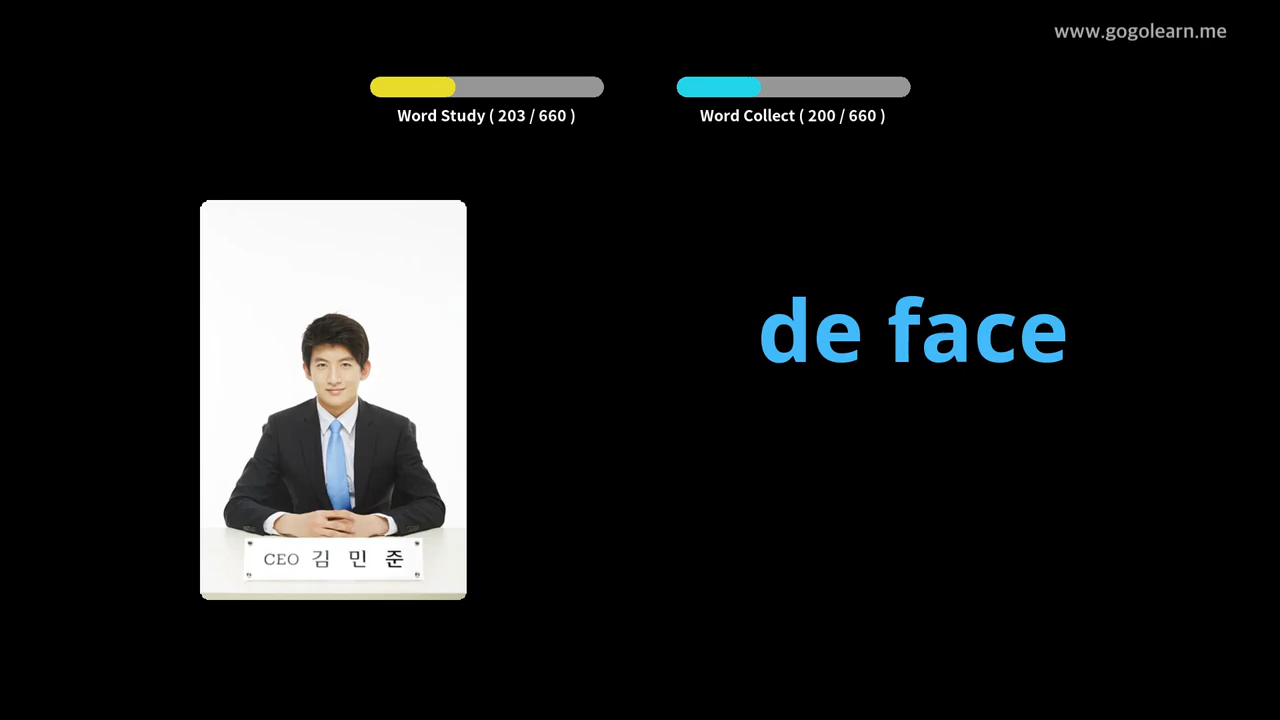 www.gogolearn.me
Word Study ( 203 / 660 )
Word Collect ( 200 / 660 )
de face
CEO 김 민 준